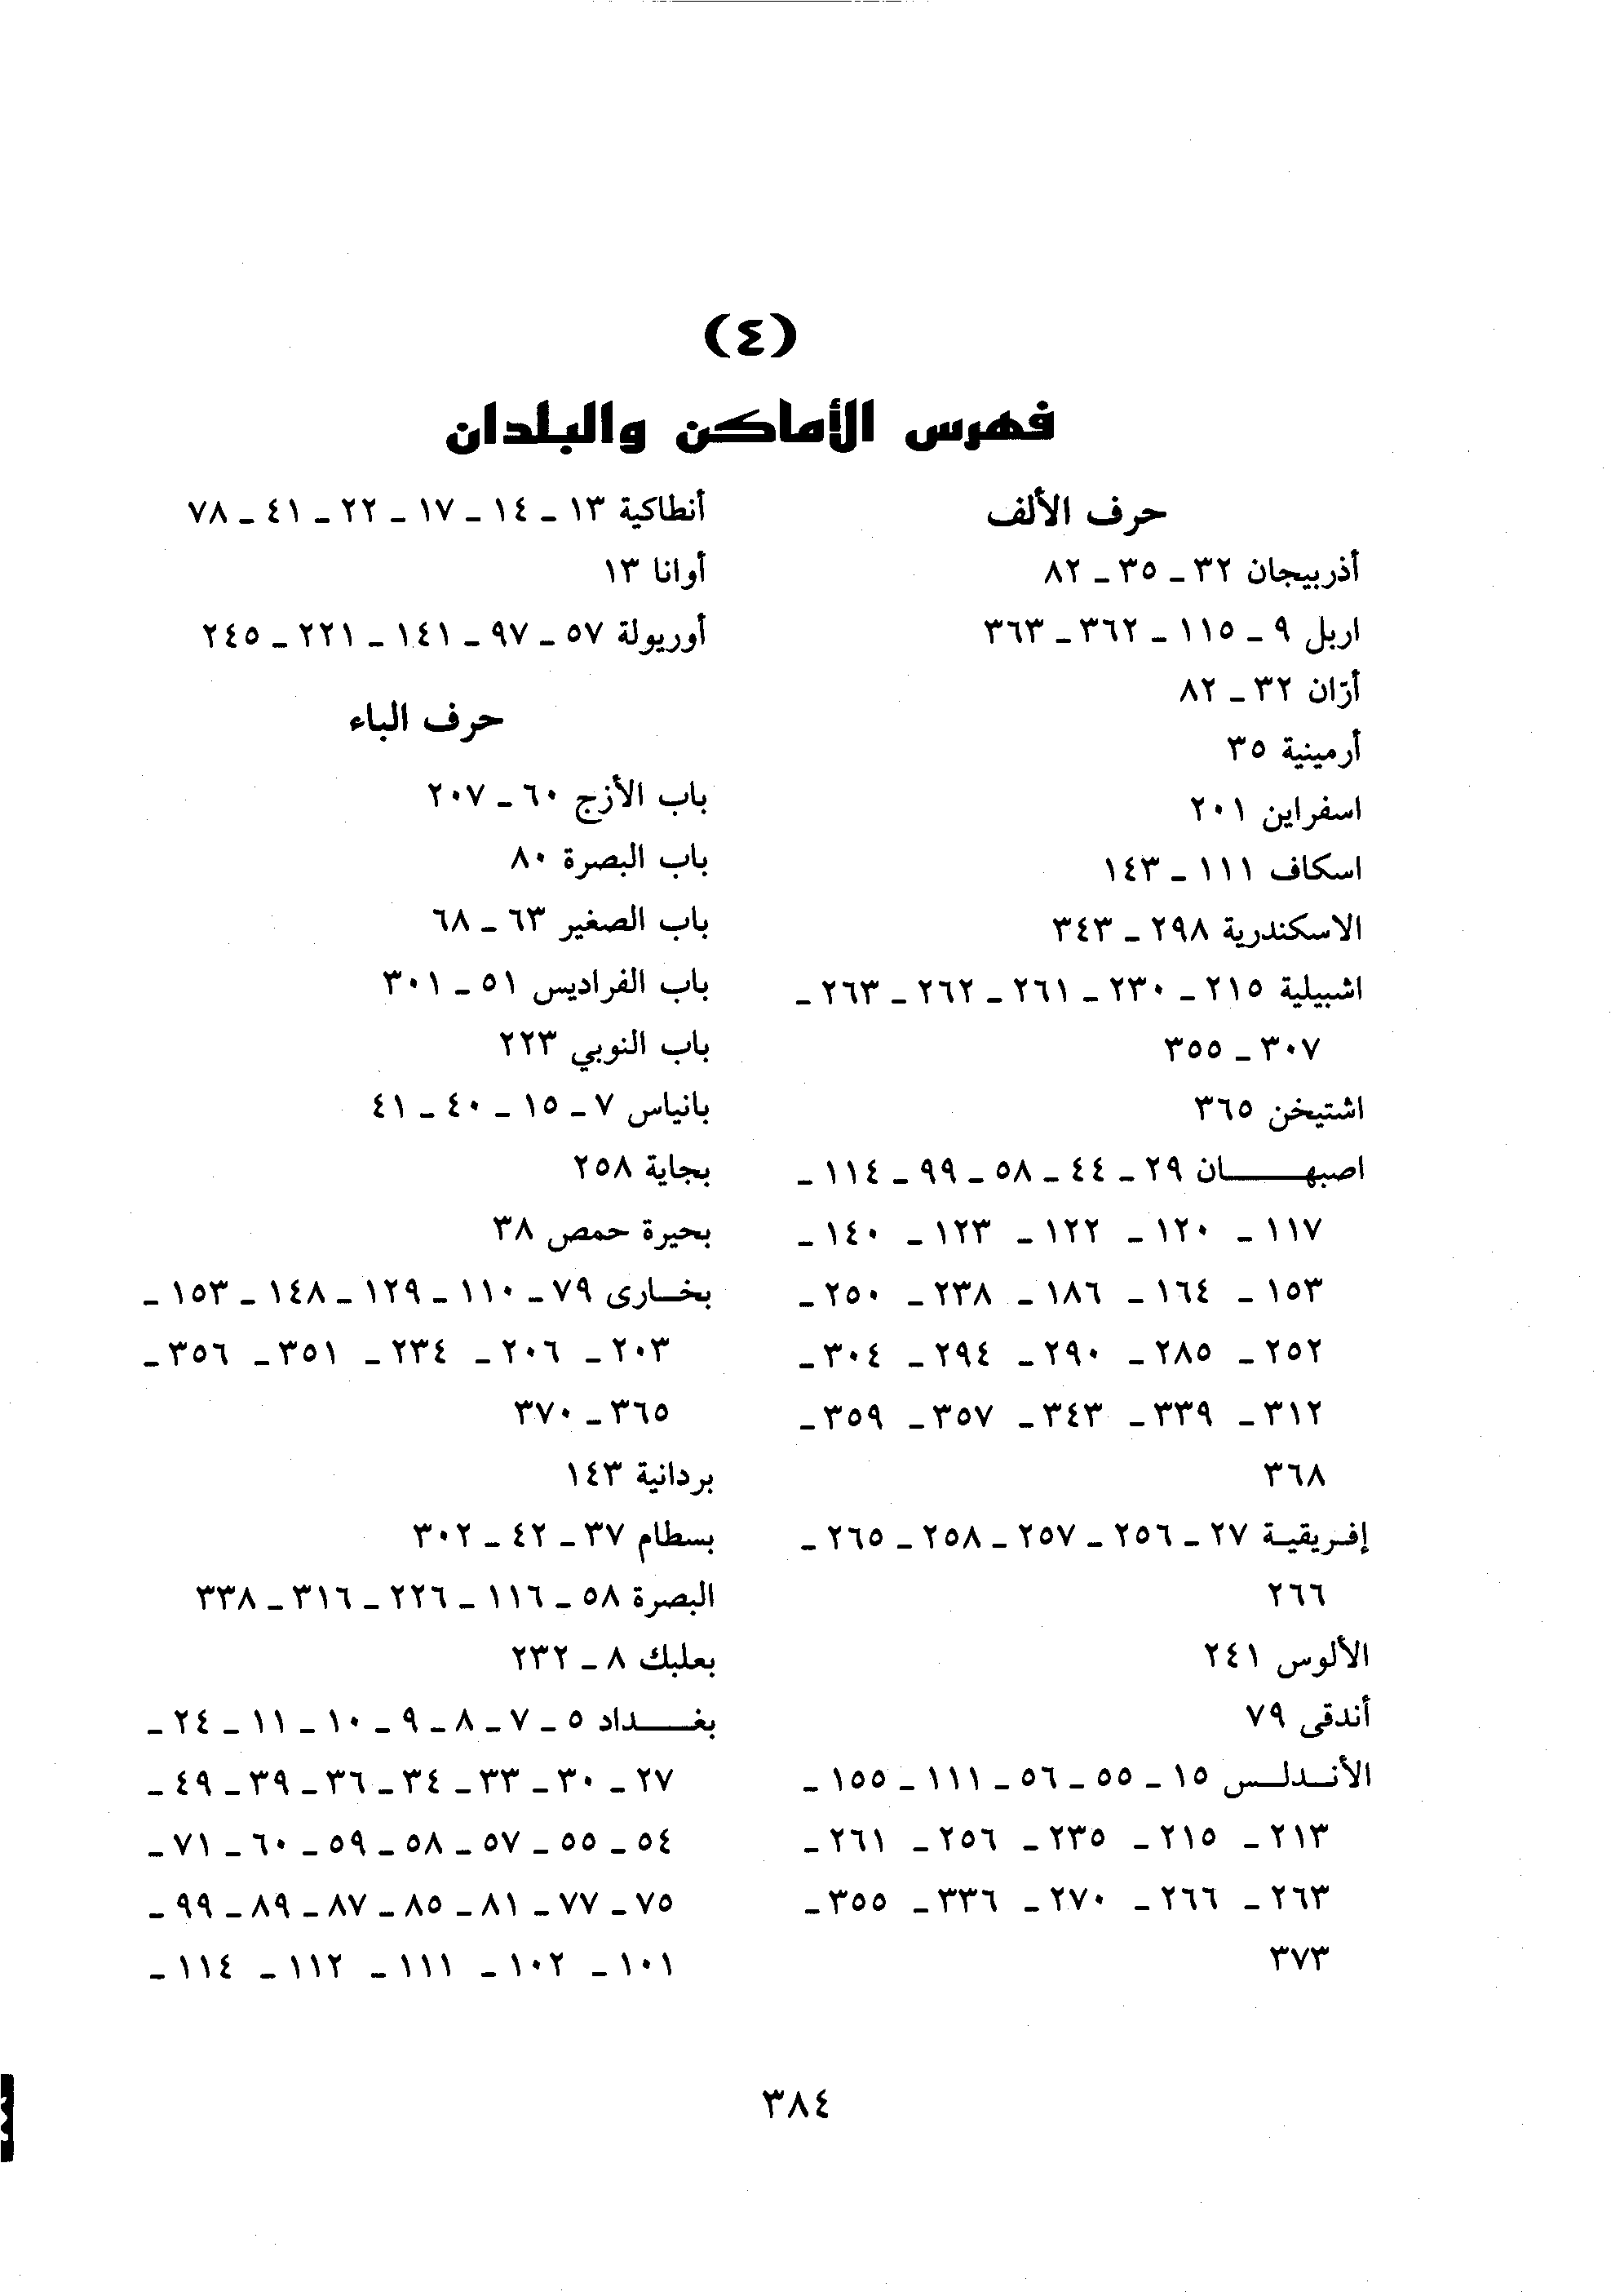 (٤)
فهرس الأماكن والبلدان
حرف الألف
أذربيجان ٣٢ ـ ٣٥ ـ ٨٢
اربل ٩ ـ ١١٥ ـ ٣٦٢ ـ ٣٦٣
أرّان ٣٢ ـ ٨٢
أرمينية ٣٥
اسفراين ٢٠١
اسكاف ١١١ ـ ١٤٣
الاسكندرية ٢٩٨ ـ ٣٤٣
اشبيلية ٢١٥ ـ ٢٣٠ ـ ٢٦١ ـ ٢٦٢ ـ ٢٦٣ ـ
٣٠٧ ـ ٣٥٥
اشتيخن ٣٦٥
اصبهــــان ٢٩ ـ ٤٤ ـ ٥٨ ـ ٩٩ ـ ١١٤ ـ
١١٧ ـ ١٢٠ ـ ١٢٢ ـ ١٢٣ ـ ١٤٠ ـ
١٥٣ ـ ١٦٤ ـ ١٨٦ ـ ٢٣٨ ـ ٢٥٠ ـ
٢٥٢ ـ ٢٨٥ ـ ٢٩٠ ـ ٢٩٤ ـ ٣٠٤ ـ
٣١٢ ـ ٣٣٩ ـ ٣٤٣ ـ ٣٥٧ ـ ٣٥٩ ـ
٣٦٨
إفـريقيـة ٢٧ ـ ٢٥٦ ـ ٢٥٧ ـ ٢٥٨ ـ ٢٦٥ ـ
٢٦٦
الألوس ٢٤١
أندقى ٧٩
الأنـدلـس ١٥ ـ ٥٥ ـ ٥٦ ـ ١١١ ـ ١٥٥ ـ
٢١٣ ـ ٢١٥ ـ ٢٣٥ ـ ٢٥٦ ـ ٢٦١ ـ
٢٦٣ ـ ٢٦٦ ـ ٢٧٠ ـ ٣٣٦ ـ ٣٥٥ ـ
٣٧٣
أنطاكية ١٣ ـ ١٤ ـ ١٧ ـ ٢٢ ـ ٤١ ـ ٧٨
أوانا ١٣
أوريولة ٥٧ ـ ٩٧ ـ ١٤١ ـ ٢٢١ ـ ٢٤٥
حرف الباء
باب الأزج ٦٠ ـ ٢٠٧
باب البصرة ٨٠
باب الصغير ٦٣ ـ ٦٨
باب الفراديس ٥١ ـ ٣٠١
باب النوبي ٢٢٣
بانياس ٧ ـ ١٥ ـ ٤٠ ـ ٤١
بجاية ٢٥٨
بحيرة حمص ٣٨
بخـارى ٧٩ ـ ١١٠ ـ ١٢٩ ـ ١٤٨ ـ ١٥٣ ـ
٢٠٣ ـ ٢٠٦ ـ ٢٣٤ ـ ٣٥١ ـ ٣٥٦ ـ
٣٦٥ ـ ٣٧٠
بردانية ١٤٣
بسطام ٣٧ ـ ٤٢ ـ ٣٠٢
البصرة ٥٨ ـ ١١٦ ـ ٢٢٦ ـ ٣١٦ ـ ٣٣٨
بعلبك ٨ ـ ٢٣٢
بغــــداد ٥ ـ ٧ ـ ٨ ـ ٩ ـ ١٠ ـ ١١ ـ ٢٤ ـ
٢٧ ـ ٣٠ ـ ٣٣ ـ ٣٤ ـ ٣٦ ـ ٣٩ ـ ٤٩ ـ
٥٤ ـ ٥٥ ـ ٥٧ ـ ٥٨ ـ ٥٩ ـ ٦٠ ـ ٧١ ـ
٧٥ ـ ٧٧ ـ ٨١ ـ ٨٥ ـ ٨٧ ـ ٨٩ ـ ٩٩ ـ
١٠١ ـ ١٠٢ ـ ١١١ ـ ١١٢ ـ ١١٤ ـ
٣٨٤